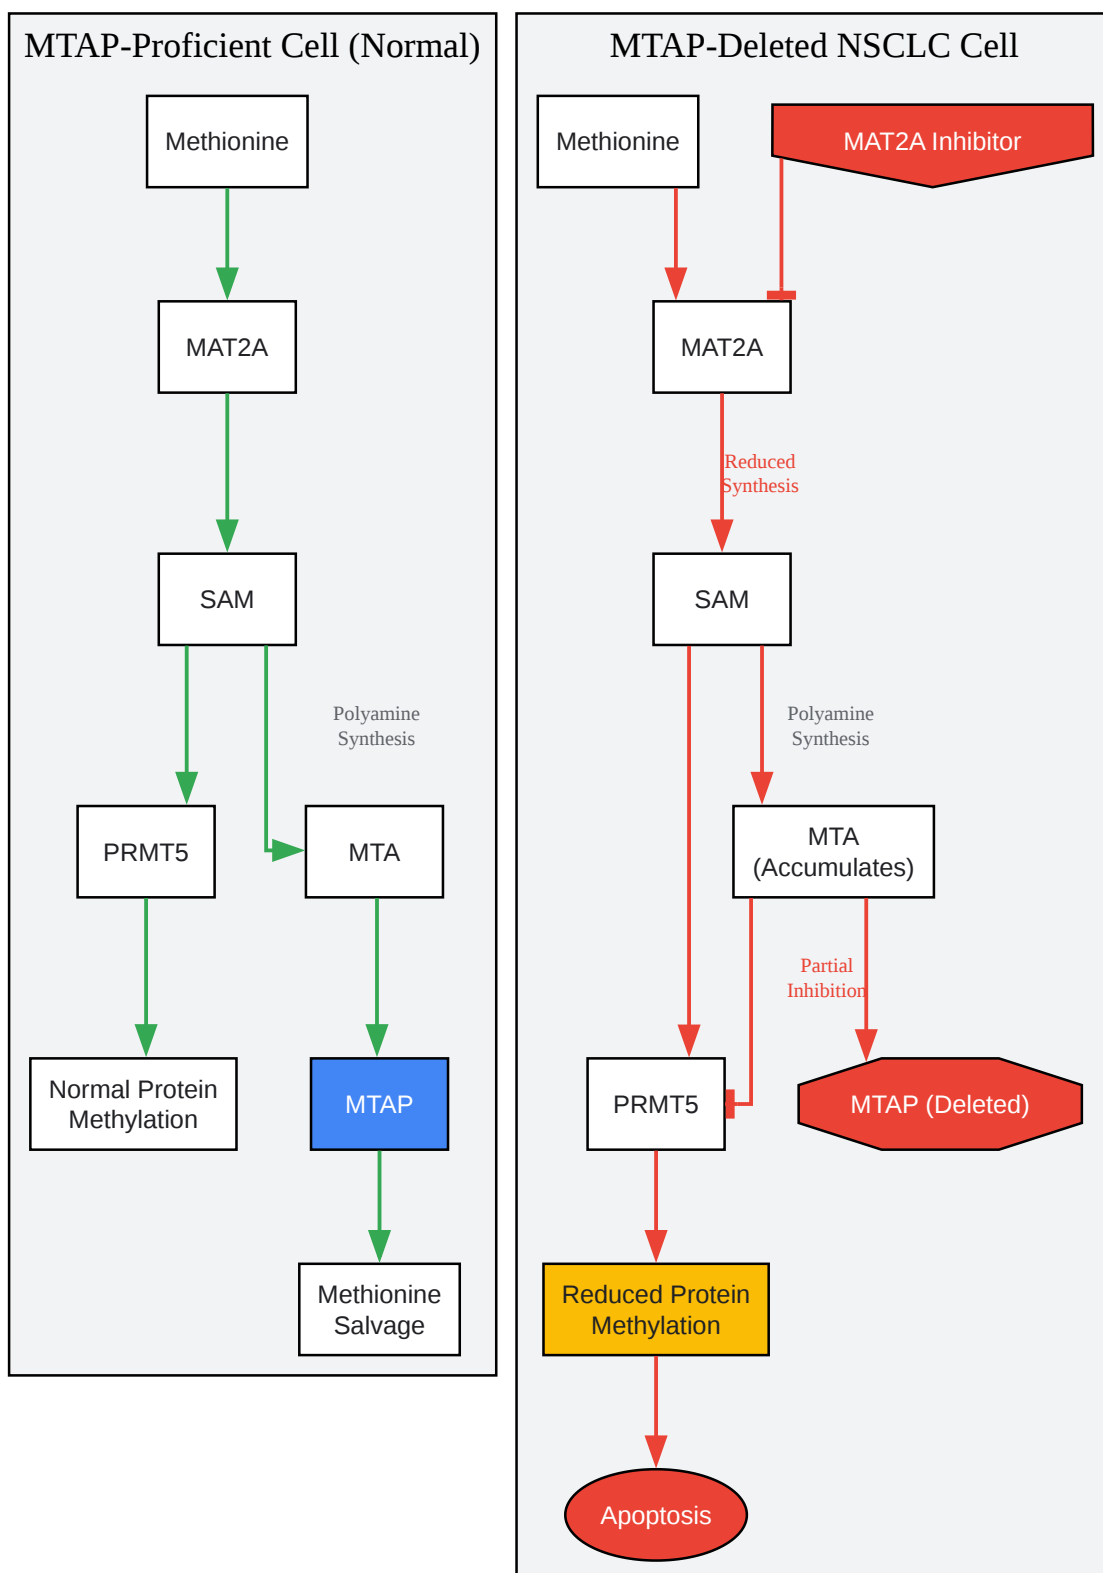 MTAP-Proficient Cell (Normal)
Methionine
MAT2A
SAM
Polyamine
Synthesis
PRMT5
MTA
Normal Protein
Methylation
MTAP
Methionine
Salvage
MTAP-Deleted NSCLC Cell
Methionine
MAT2A Inhibitor
MAT2A
Reduced
Synthesis
SAM
Polyamine
Synthesis
MTA
(Accumulates)
Partial
Inhibition
PRMT5
MTAP (Deleted)
Reduced Protein
Methylation
Apoptosis